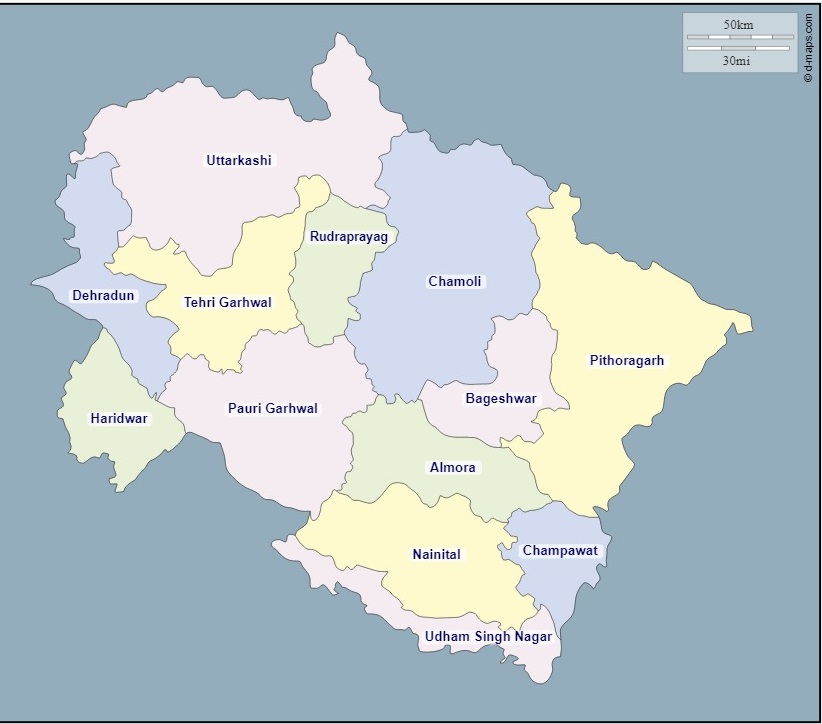 50km
30mi
© d-maps.com
Uttarkashi
Rudraprayag
Chamoli
Dehradun
Tehri Garhwal
Pithoragarh
Haridwar
Pauri Garhwal
Bageshwar
Almora
Nainital
Champawat
Udham Singh Nagar